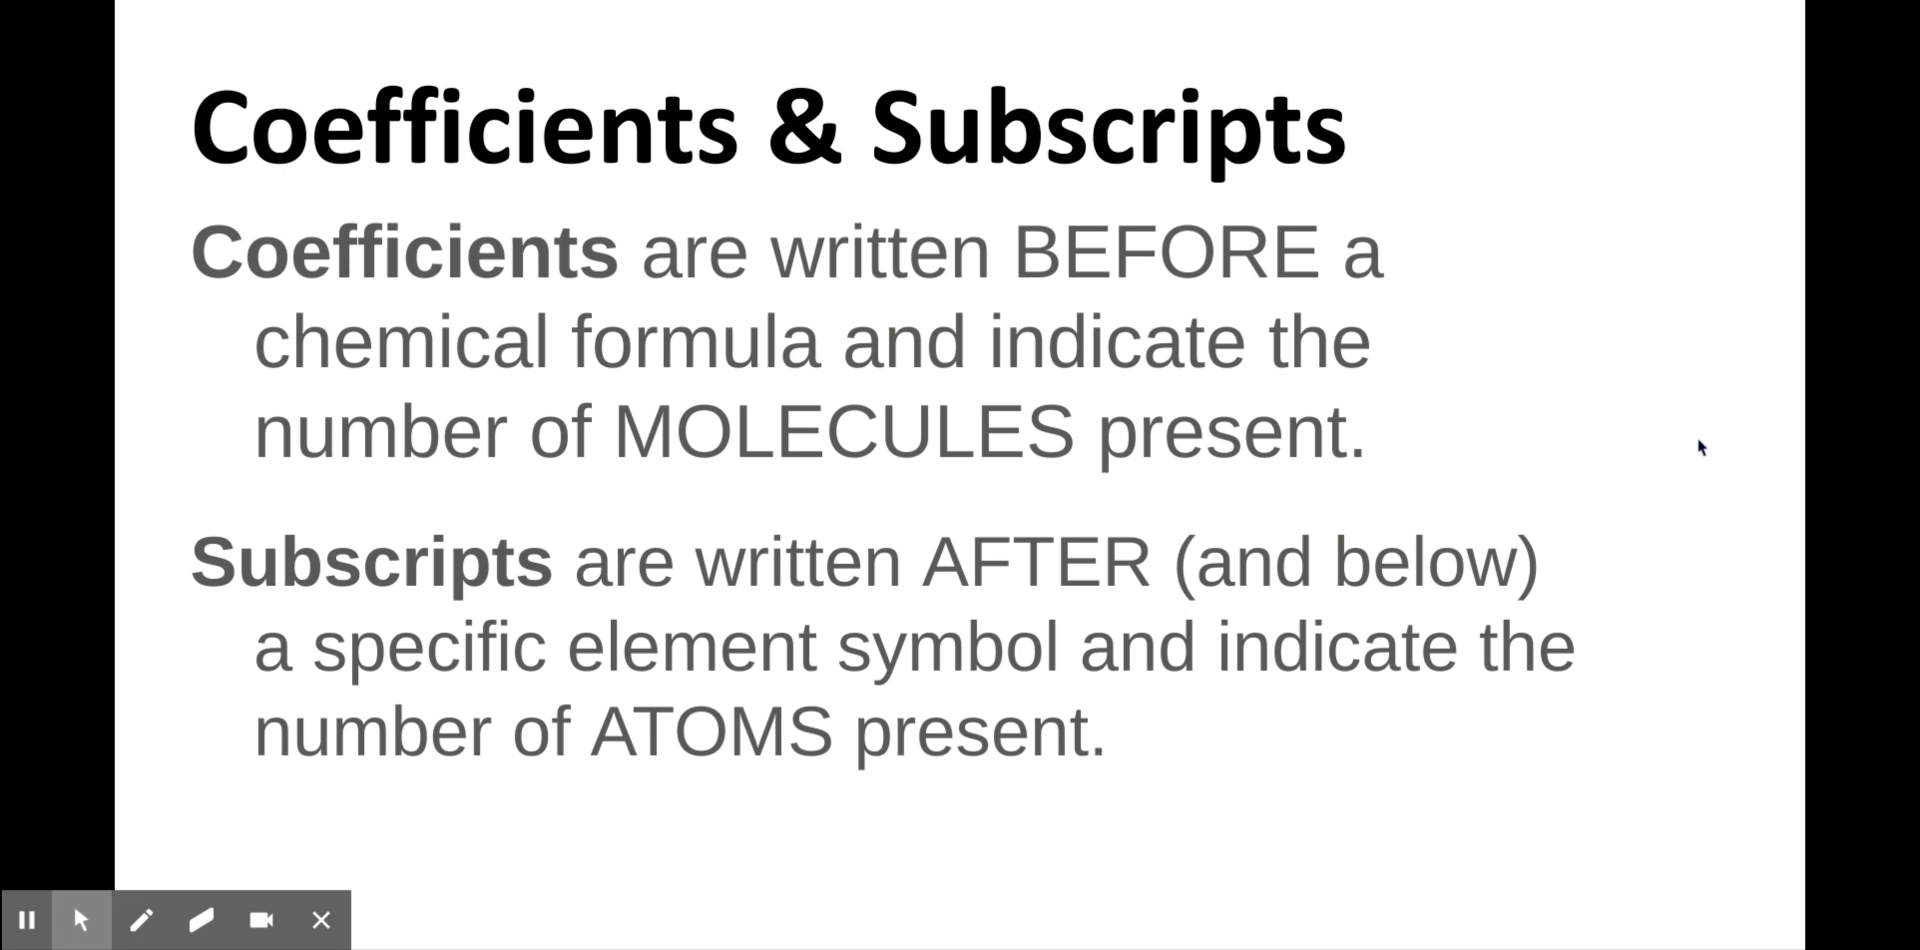 Coefficients & Subscripts
Coefficients are written BEFORE a
chemical formula and indicate the
number of MOLECULES present.
Subscripts are written AFTER (and below)
a specific element symbol and indicate the
number of ATOMS present.